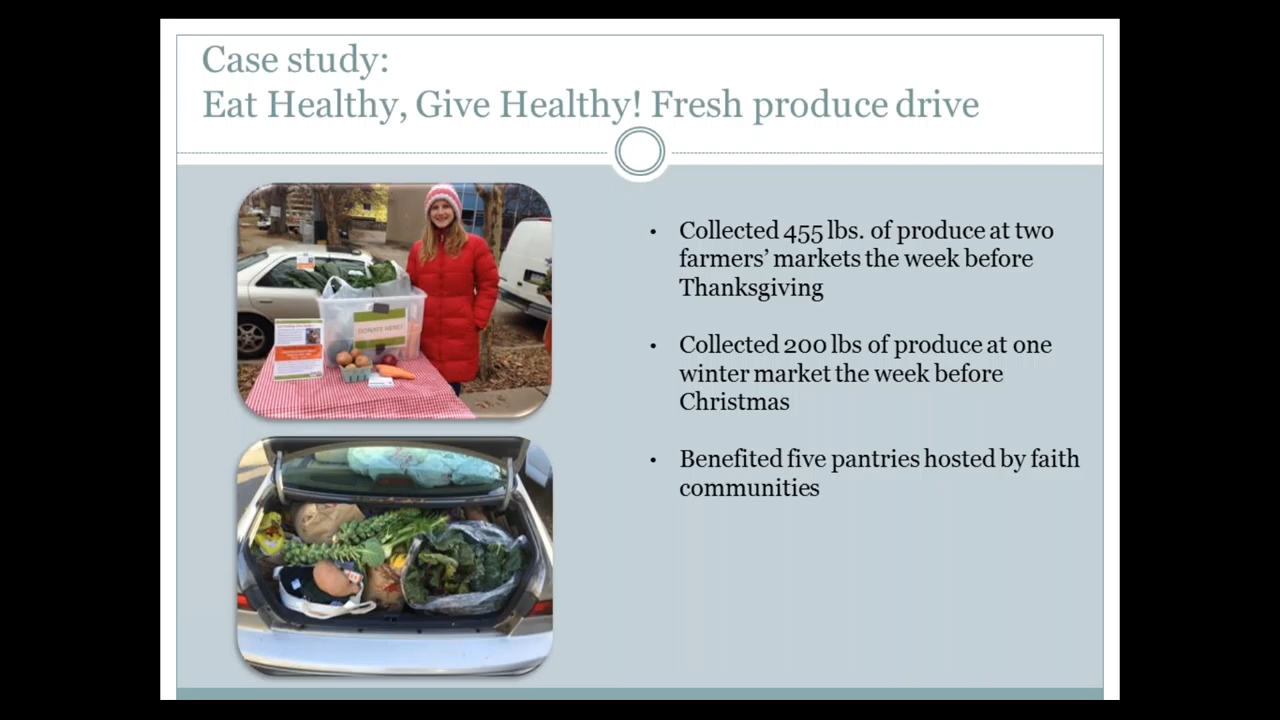 Case study:
Eat Healthy, Give Healthy! Fresh produce drive
DONATE HERE!
• Collected 455 lbs. of produce at two
farmers’ markets the week before
Thanksgiving
• Collected 200 lbs of produce at one
winter market the week before
Christmas
• Benefited five pantries hosted by faith
communities